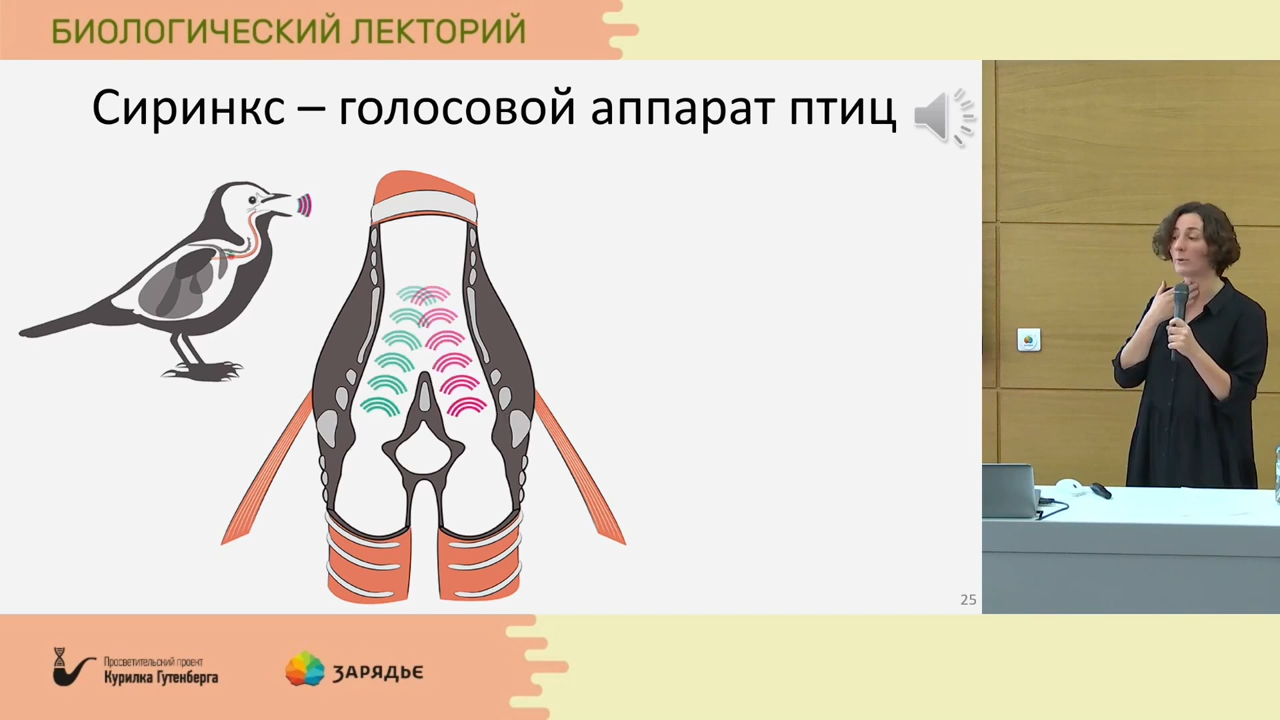 БИОЛОГИЧЕСКИЙ ЛЕКТОРИЙ
Сиринкс – голосовой аппарат птиц
25
Просветительский проект
Курилка Гутенберга
ЗАРЯДЬЕ